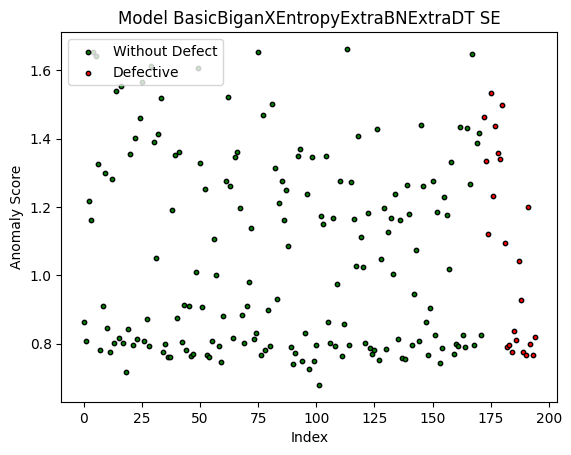 Model BasicBiganXEntropyExtraBNExtraDT SE
Without Defect
Defective
Anomaly Score
1.6
1.4
1.2
1.0
0.8
0 25 50 75 100 125 150 175 200
Index